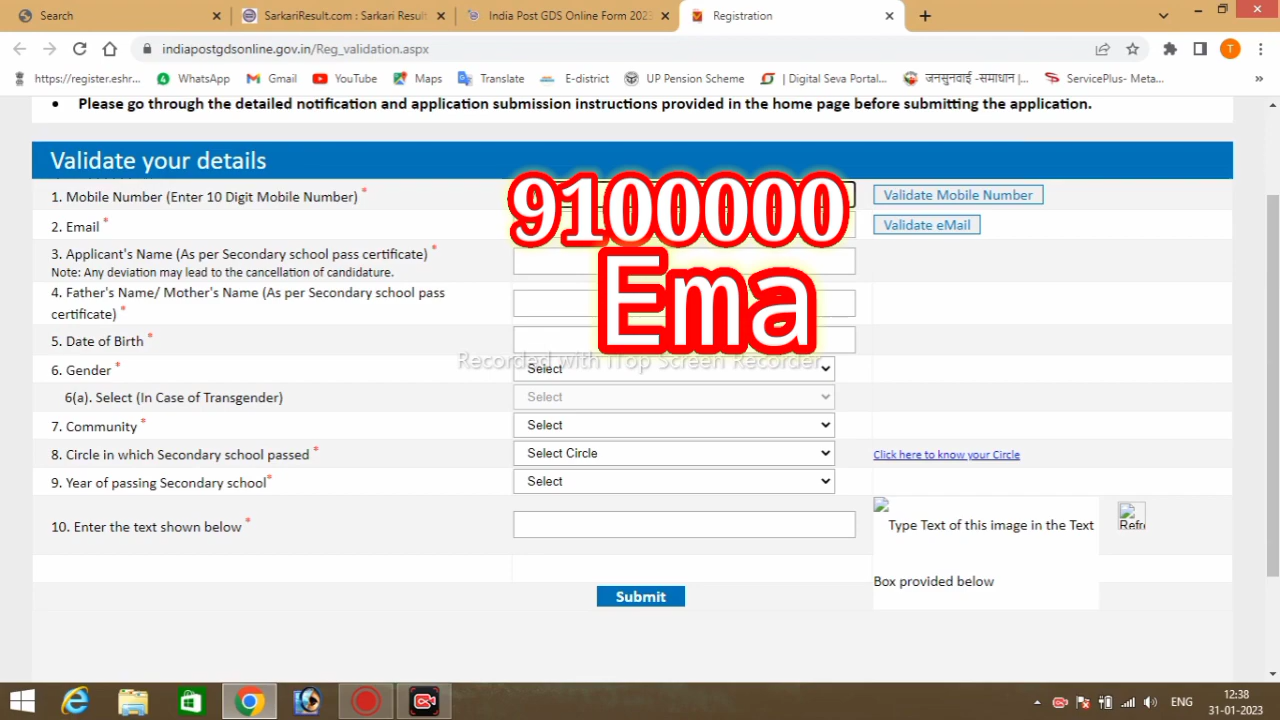 Search
SarkariResult.com : Sarkari Result
India Post GDS Online Form 2023
Registration
indiapostgdsonline.gov.in/Reg_validation.aspx
https://register.eshr...
WhatsApp
Gmail
YouTube
Maps
Translate
E-district
UP Pension Scheme
| Digital Seva Portal...
जनसुनवाई -समाधान |...
ServicePlus- Meta...
»
• Please go through the detailed notification and application submission instructions provided in the home page before submitting the application.
Validate your details
1. Mobile Number (Enter 10 Digit Mobile Number) *
9100000
Validate Mobile Number
2. Email *
Validate eMail
3. Applicant's Name (As per Secondary school pass certificate) *
Note: Any deviation may lead to the cancellation of candidature.
Ema
4. Father's Name/ Mother's Name (As per Secondary school pass
certificate) *
5. Date of Birth *
Recorded with iTop Screen Recorder
6. Gender *
Select
6(a). Select (In Case of Transgender)
Select
7. Community *
Select
8. Circle in which Secondary school passed *
Select Circle
Click here to know your Circle
9. Year of passing Secondary school*
Select
10. Enter the text shown below *
Type Text of this image in the Text
Box provided below
Refr
Submit
ENG
12:38
31-01-2023